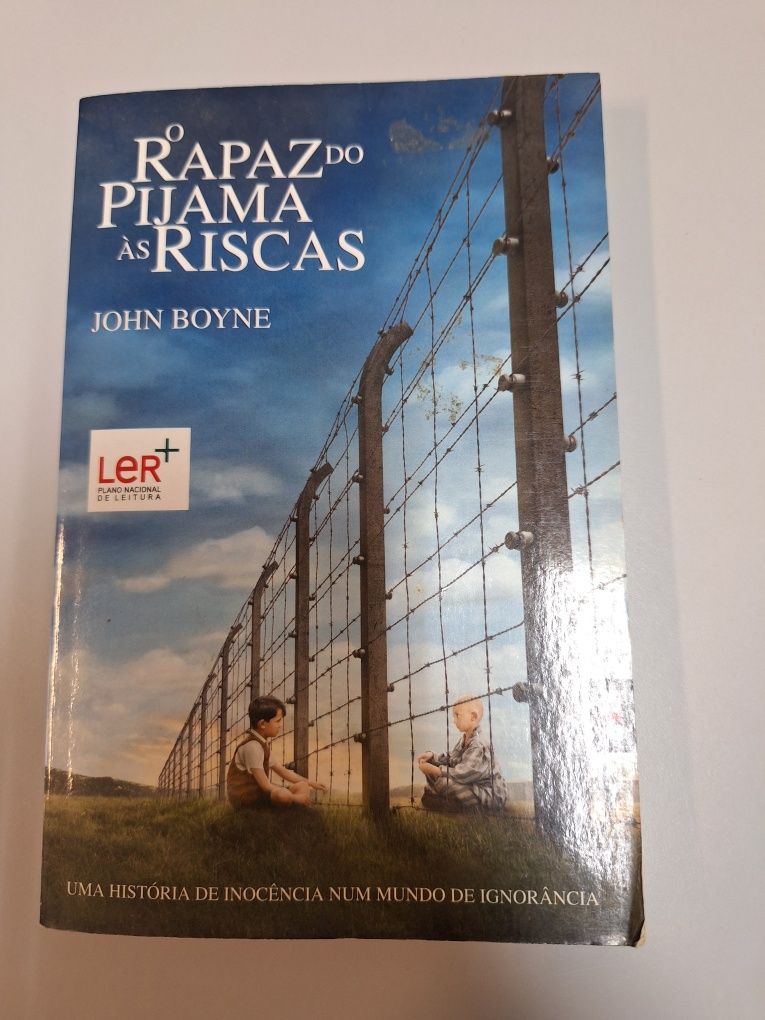 O
RAPAZ DO
PIJAMA
ÀS RISCAS
JOHN BOYNE
LeR+
PLANO NACIONAL
DE LEITURA
UMA HISTÓRIA DE INOCÊNCIA NUM MUNDO DE IGNORÂNCIA